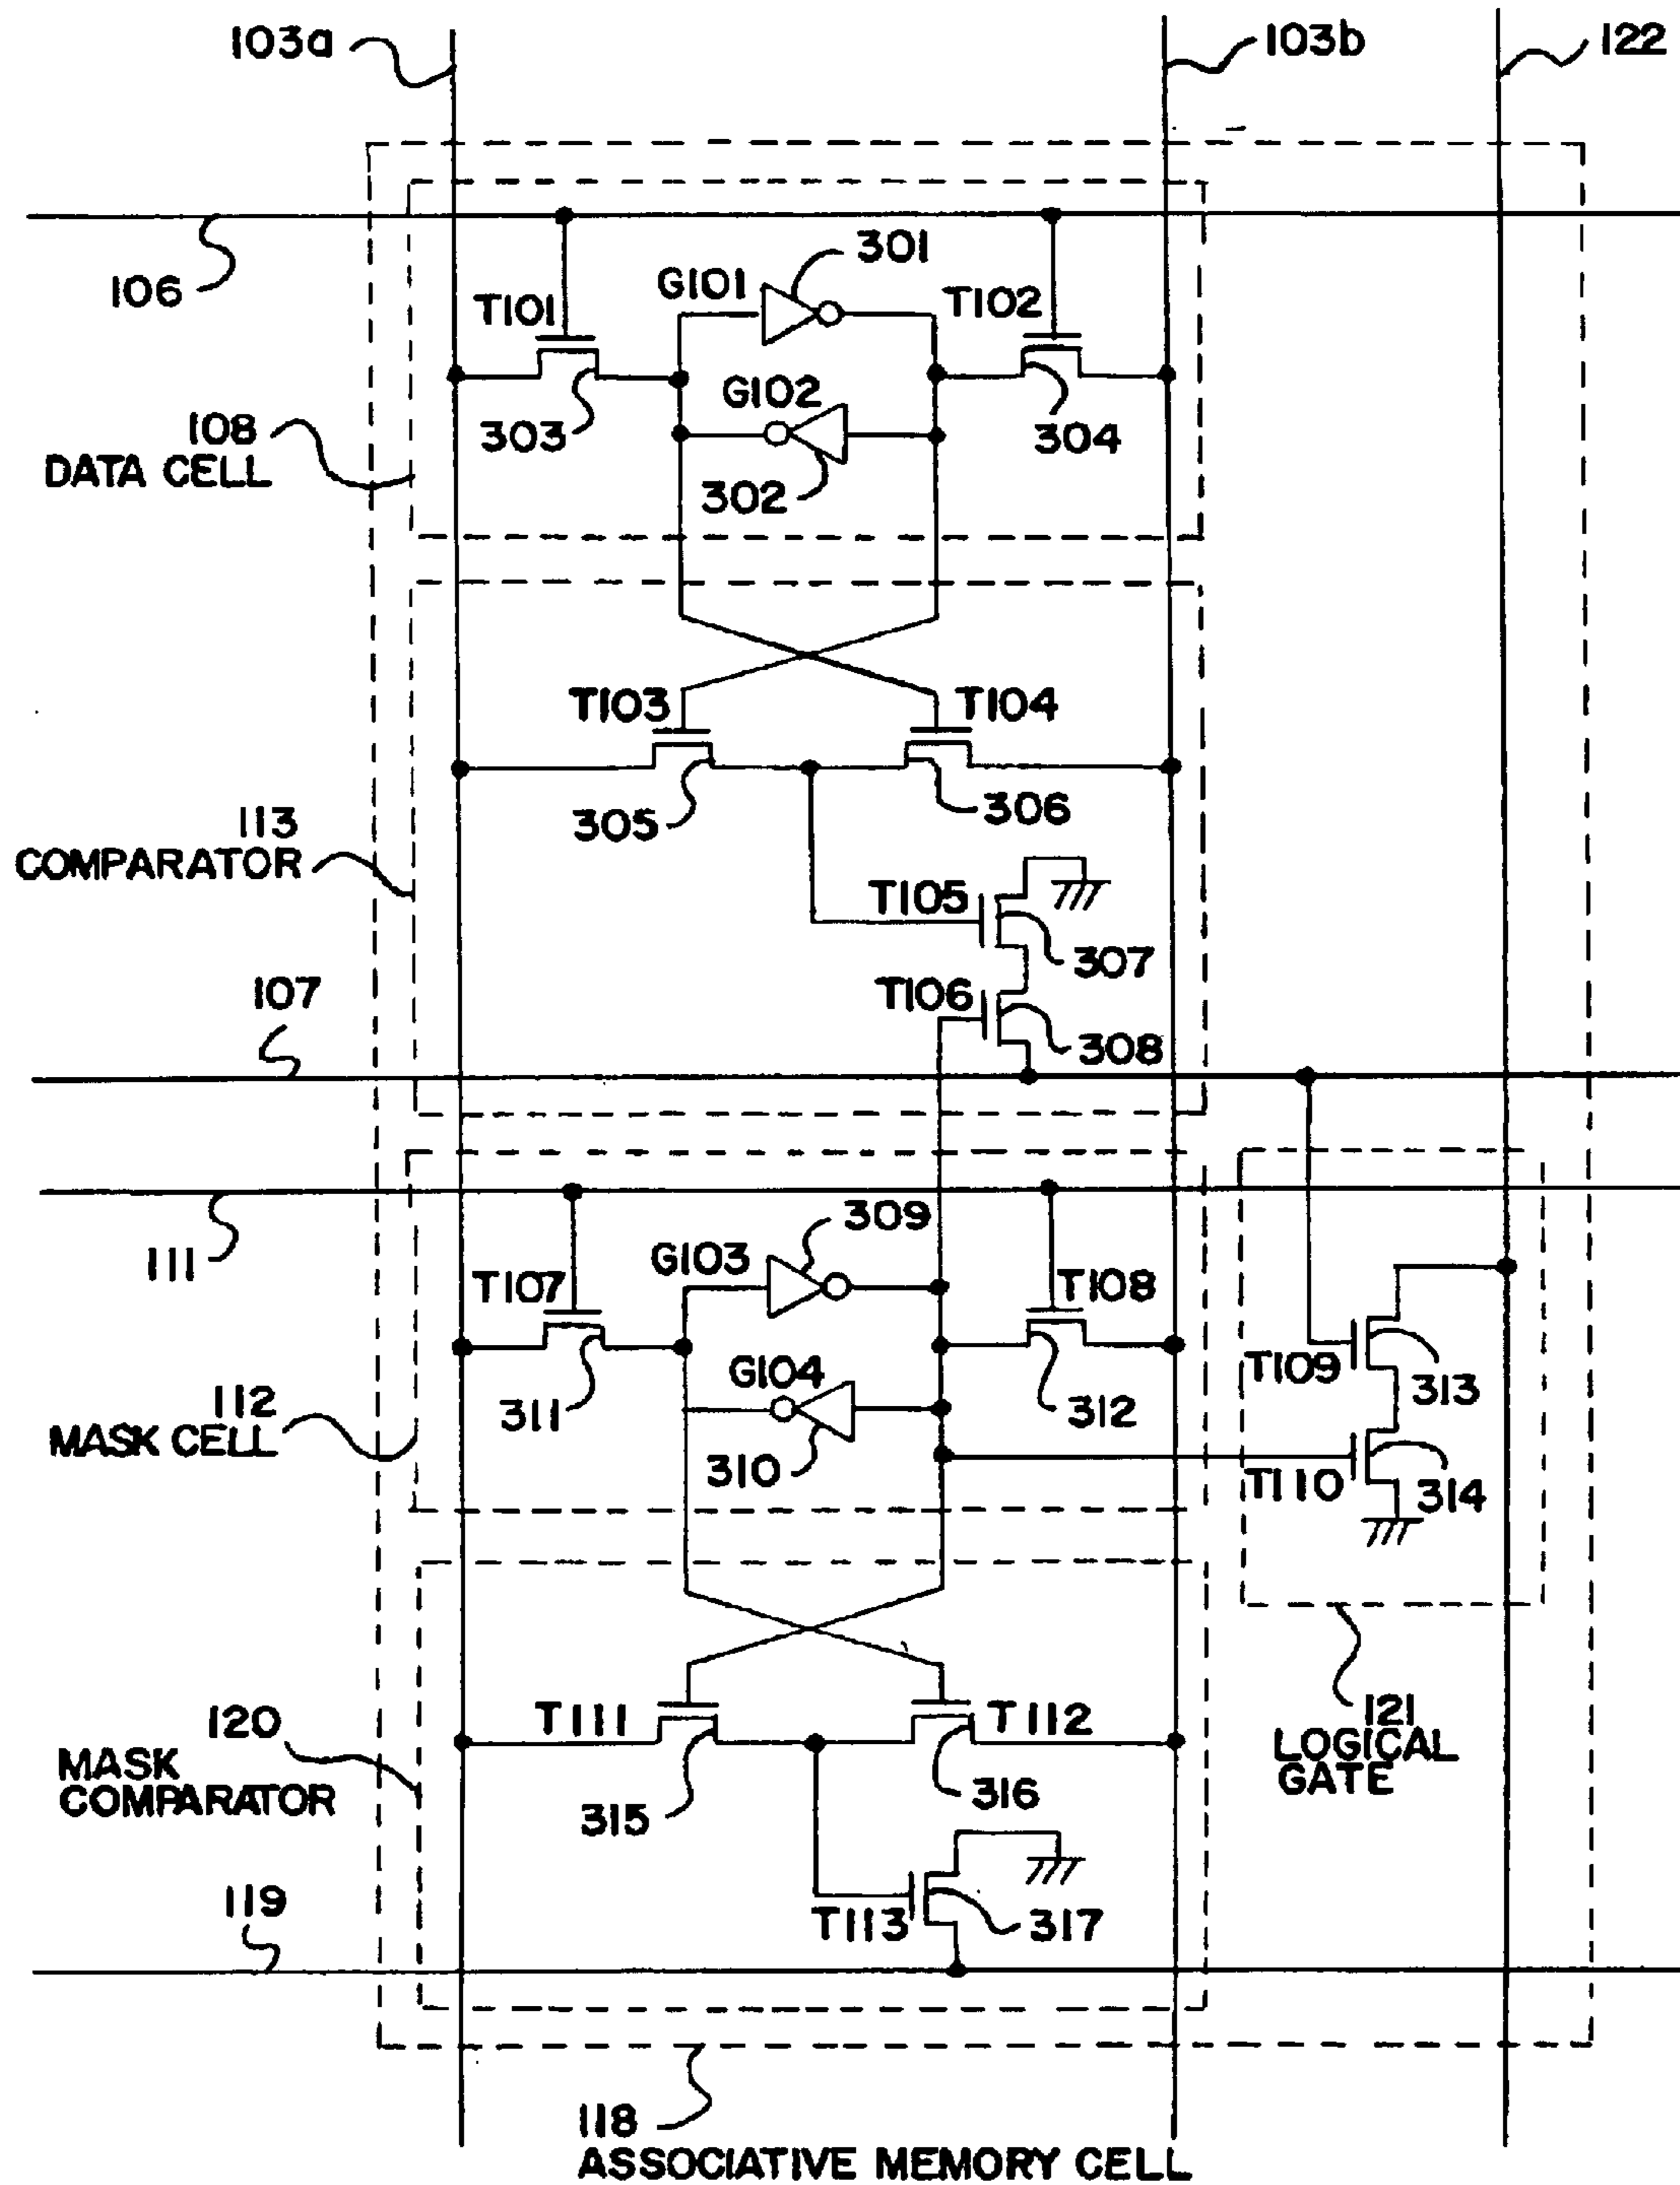 103a
103b
122
106
301
G101
T101
T102
G102
303
304
302
108
DATA CELL
T103
T104
305
306
113
COMPARATOR
T105
307
107
T106
308
111
309
G103
T107
T108
G104
311
312
310
112
MASK CELL
T109
313
T110
314
120
MASK
COMPARATOR
T111
T112
315
316
121
LOGICAL
GATE
119
T113
317
118
ASSOCIATIVE MEMORY CELL